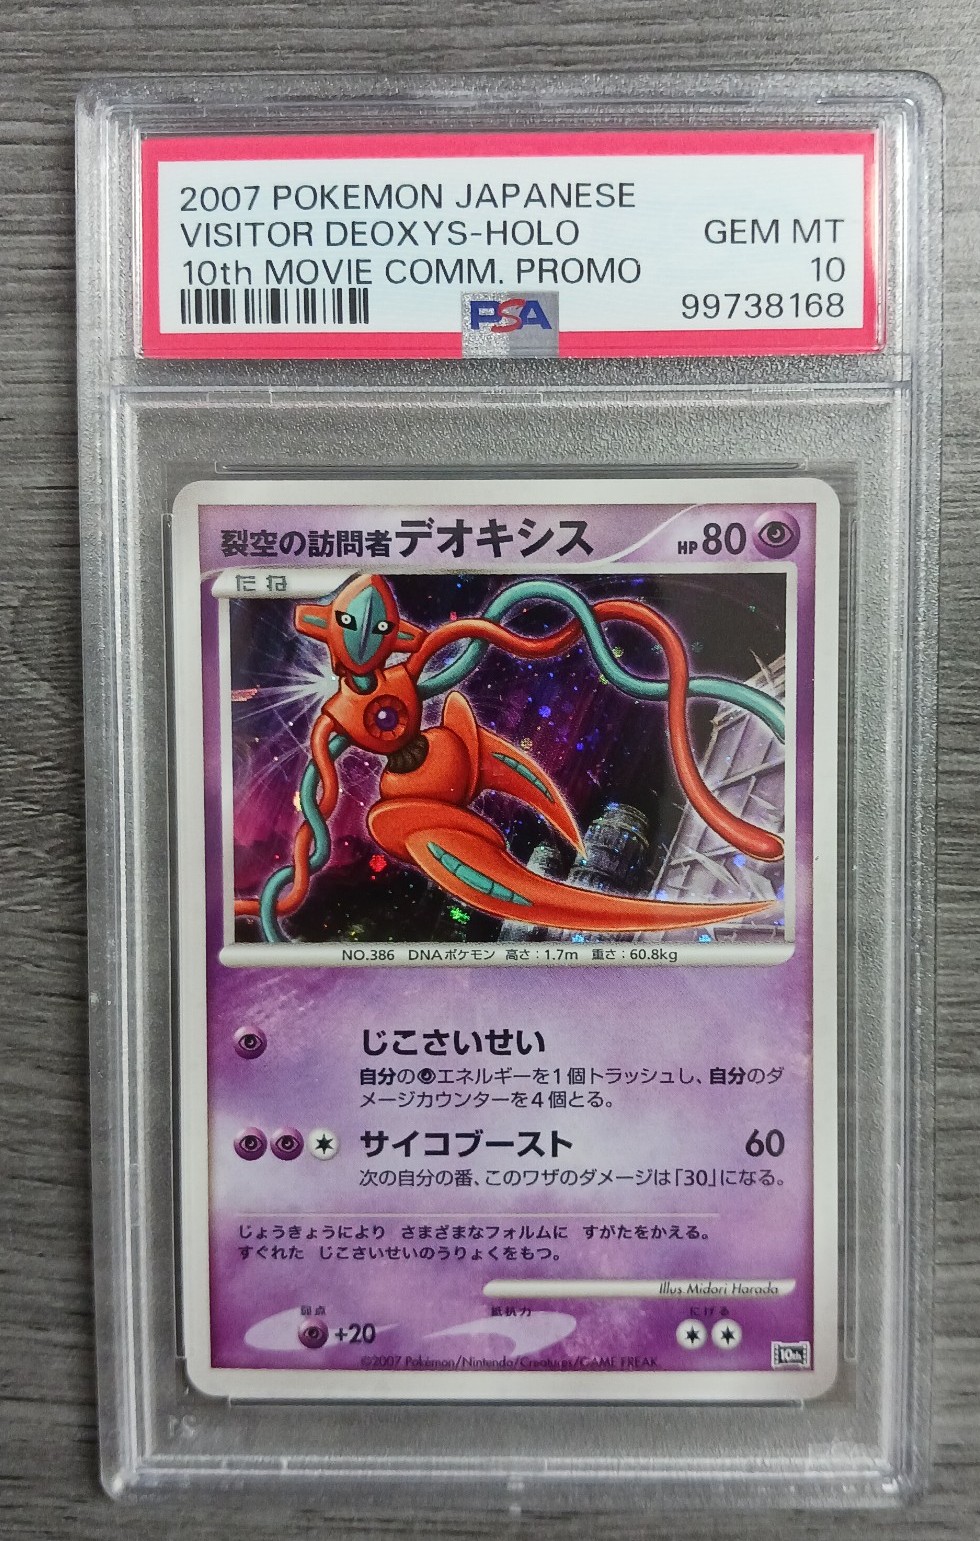 2007 POKEMON JAPANESE
VISITOR DEOXYS-HOLO GEM MT
10th MOVIE COMM. PROMO 10
PSA 99738168
裂空の訪問者デオキシス HP80
たね
NO.386 DNAポケモン 高さ:1.7m 重さ:60.8kg
じこさいせい
自分のエネルギーを1個トラッシュし、自分のダ
メージカウンターを4個とる。
サイコブースト 60
次の自分の番、このワザのダメージは「30」になる。
じょうきょうにより さまざまなフォルムに すがたをかえる。
すぐれた じこさいせいのうりょくをもつ。
Illus. Midori Harada
弱点 抵抗力 にげる
+20
©2007 Pokémon/Nintendo/Creatures/GAME FREAK.
10th